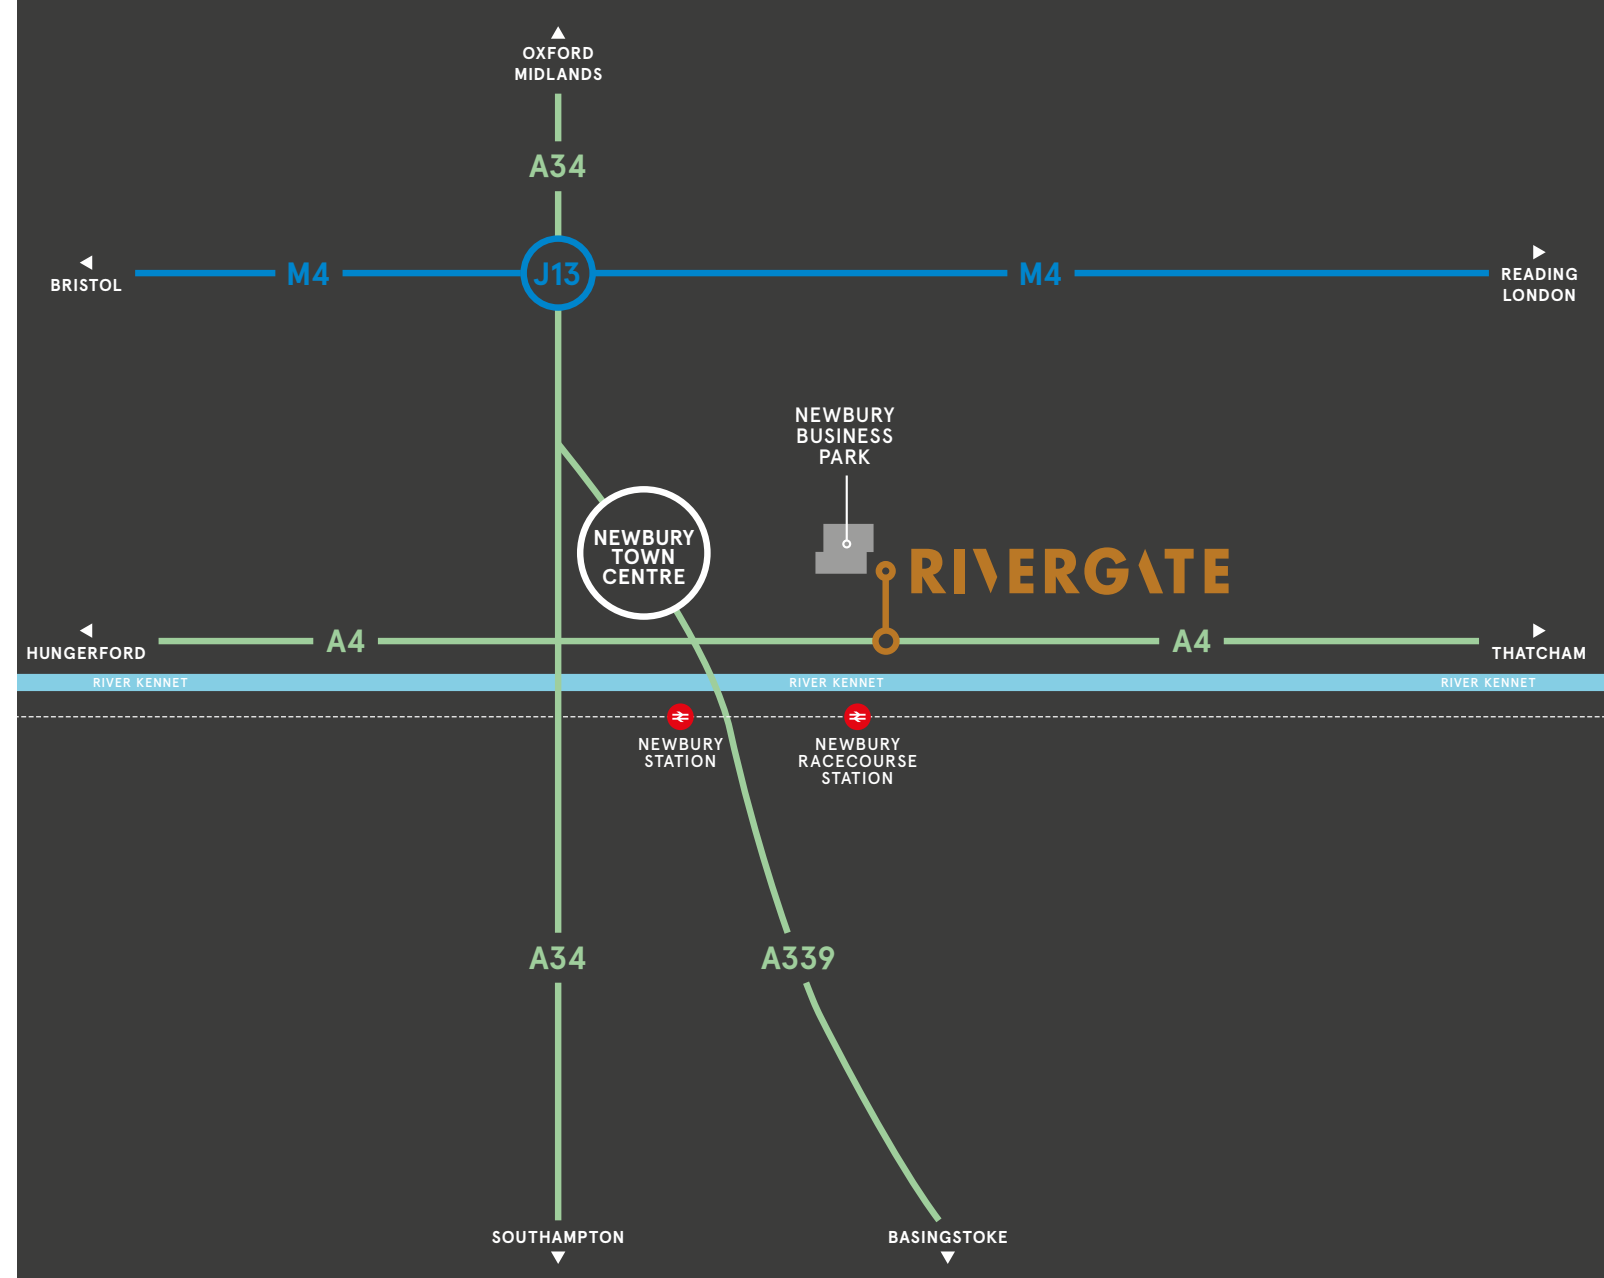 OXFORD
MIDLANDS
A34
BRISTOL
M4
J13
M4
READING
LONDON
NEWBURY
BUSINESS
PARK
NEWBURY
TOWN
CENTRE
RIVERGATE
HUNGERFORD
A4
A4
THATCHAM
RIVER KENNET
RIVER KENNET
RIVER KENNET
NEWBURY
STATION
NEWBURY
RACECOURSE
STATION
A34
A339
SOUTHAMPTON
BASINGSTOKE